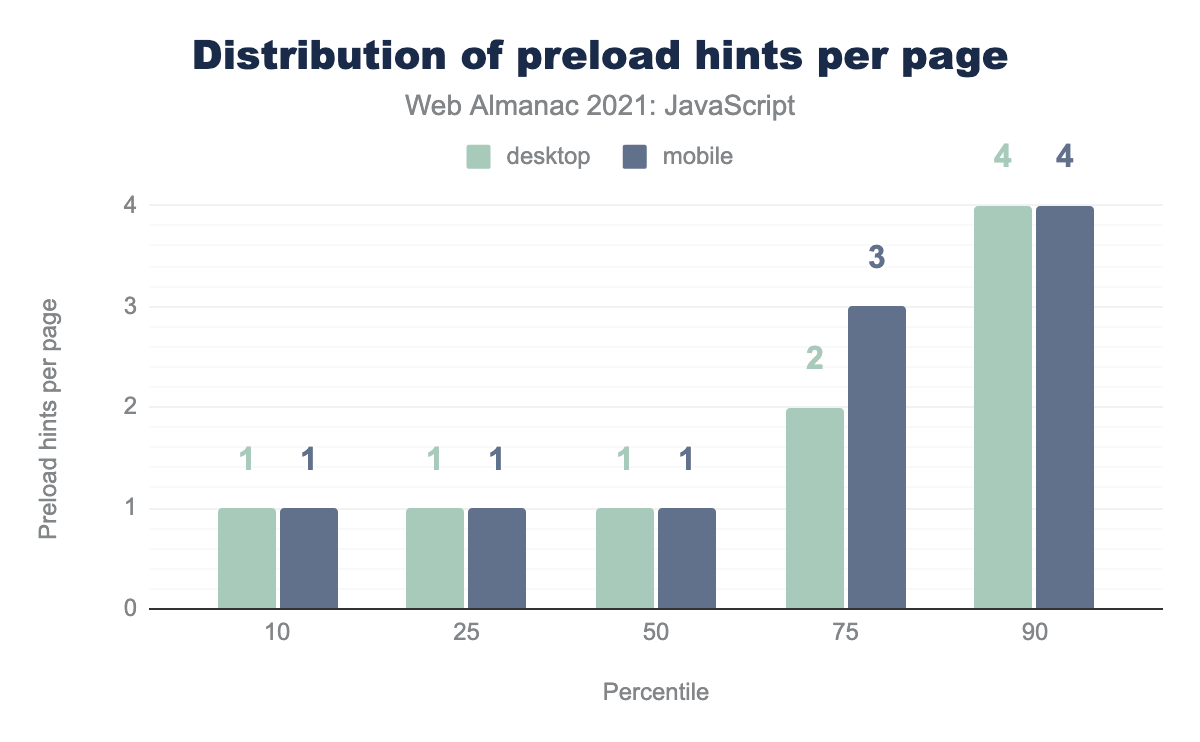 Distribution of preload hints per page
Web Almanac 2021: JavaScript
desktop mobile
4 4
4
3
3
2
2
1 1 1 1 1 1
1
0
10 25 50 75 90
Preload hints per page
Percentile